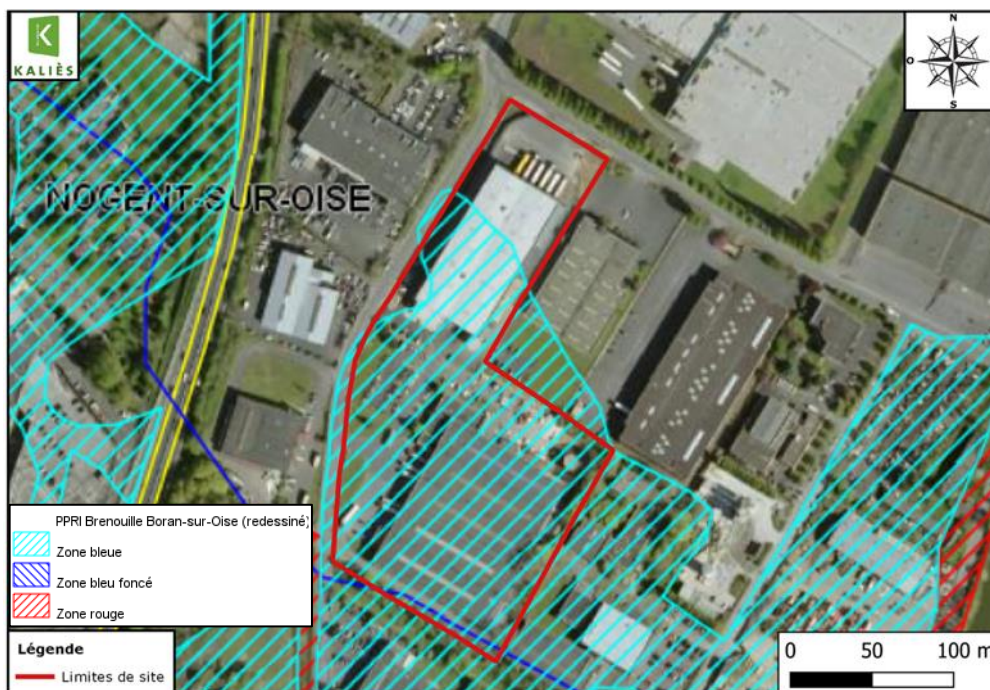 KALIÈS
N
O
S
NOGENT-SUR-OISE
PPRI Brenouille Boran-sur-Oise (redessiné)
Zone bleue
Zone bleu foncé
Zone rouge
Légende
Limites de site
0 50 100 m